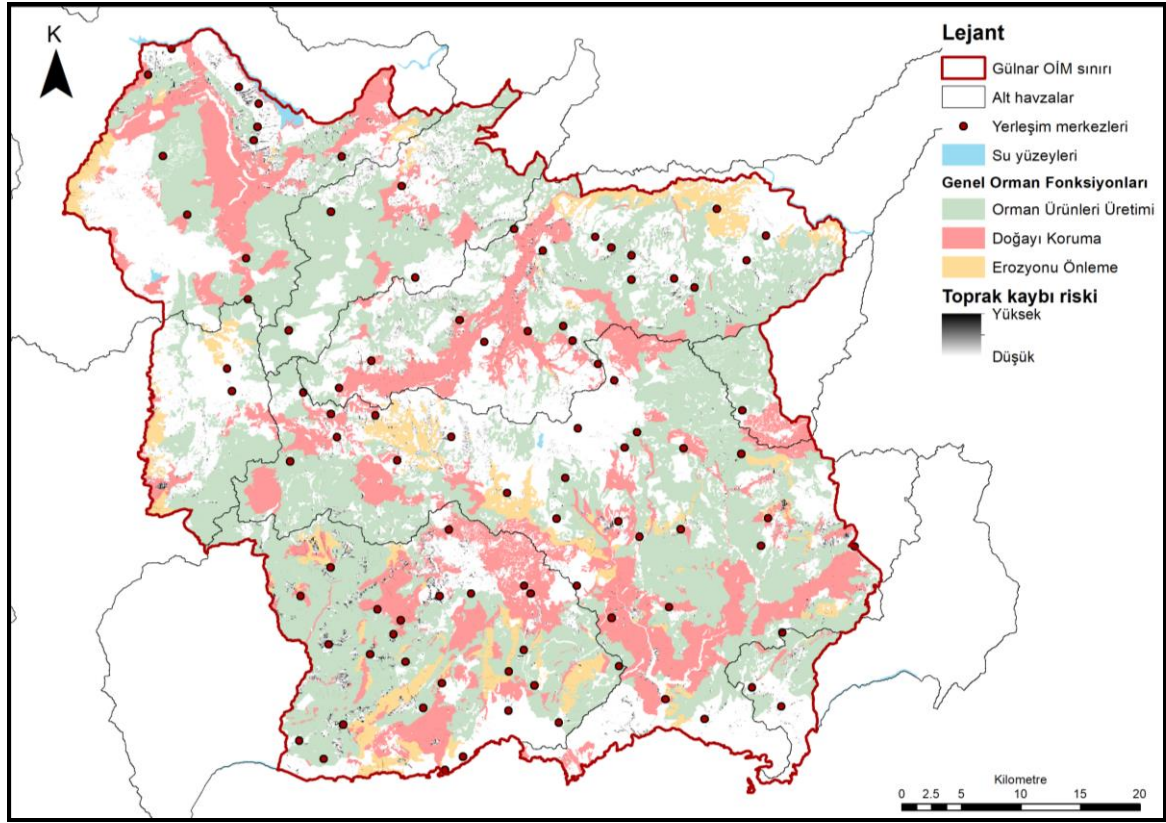 K
Lejant
Gülnar OİM sınırı
Alt havzalar
Yerleşim merkezleri
Su yüzeyleri
Genel Orman Fonksiyonları
Orman Ürünleri Üretimi
Doğayı Koruma
Erozyonu Önleme
Toprak kaybı riski
Yüksek
Düşük
Kilometre
0 2.5 5 10 15 20